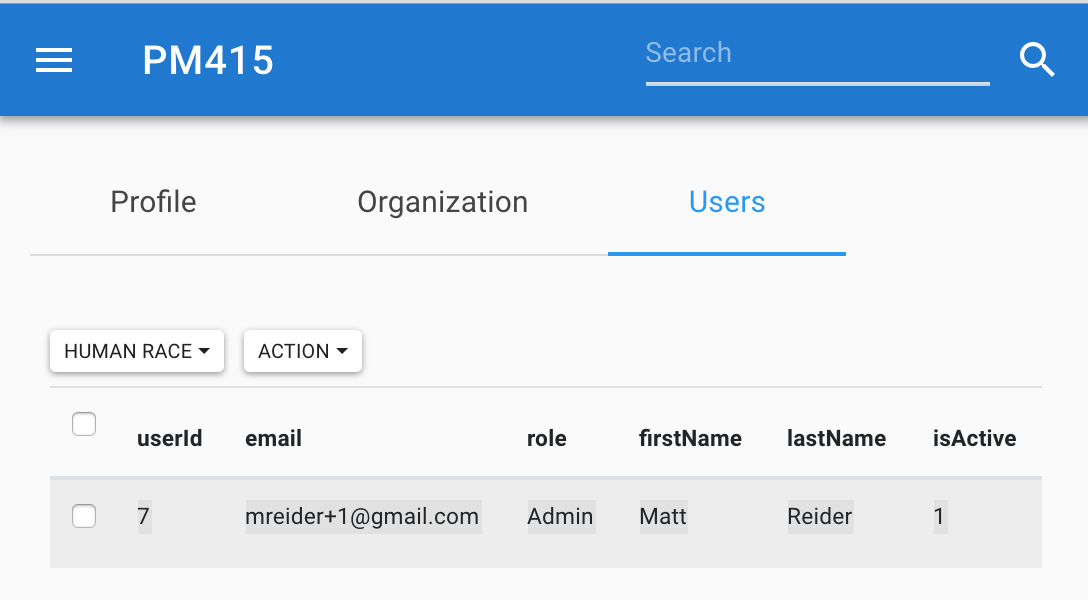 PM415 Search
Profile Organization Users
HUMAN RACE ACTION
userId email role firstName lastName isActive
7 mreider+1@gmail.com Admin Matt Reider 1